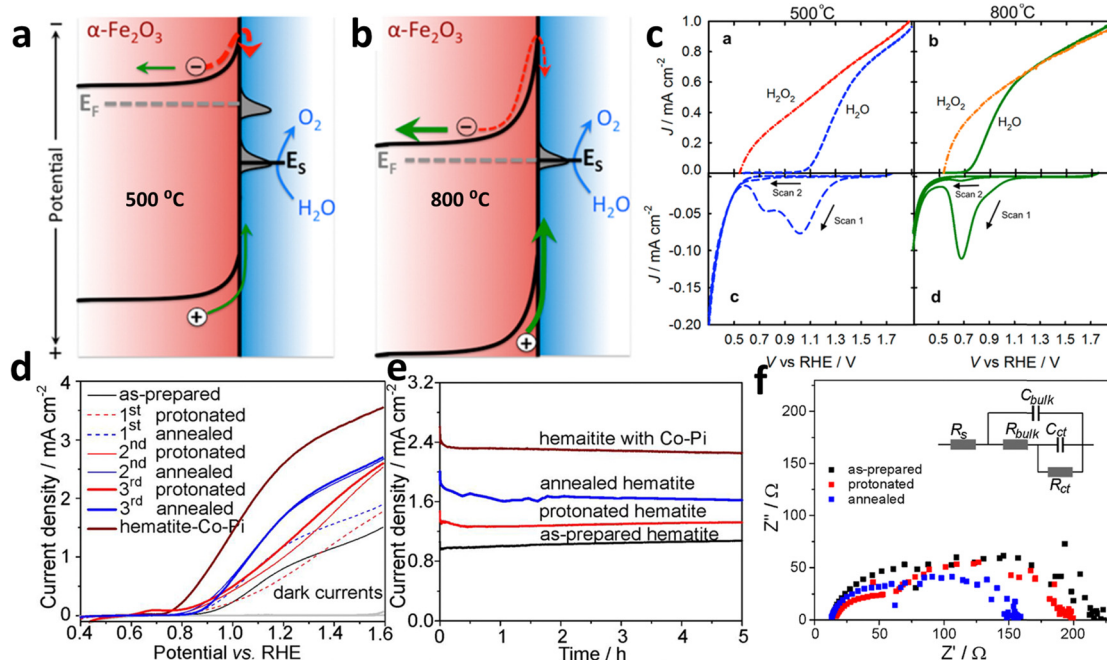 a
α-Fe2O3
− Potential +
EF
O2
ES
H2O
500 °C
b
α-Fe2O3
EF
O2
ES
H2O
800 °C
c
500°C
800°C
a
b
1.0
0.8
0.6
0.4
0.2
0.0
J / mA cm-2
H2O2
H2O
H2O2
H2O
-0.05
-0.10
-0.15
-0.20
J / mA cm-2
Scan 2
Scan 1
Scan 2
Scan 1
c
d
0.5 0.7 0.9 1.1 1.3 1.5 1.7
0.5 0.7 0.9 1.1 1.3 1.5 1.7
V vs RHE / V
V vs RHE / V
d
4
3
2
1
0
Current density / mA cm-2
as-prepared
1st protonated
1st annealed
2nd protonated
2nd annealed
3rd protonated
3rd annealed
hematite-Co-Pi
dark currents
0.4 0.6 0.8 1.0 1.2 1.4 1.6
Potential vs. RHE
e
3.2
2.4
1.6
0.8
0.0
Current density / mA cm-2
hemaitite with Co-Pi
annealed hematite
protonated hematite
as-prepared hematite
0 1 2 3 4 5
Time / h
f
200
150
100
50
0
Z'' / Ω
Cbulk
Rs
Rbulk
Cct
Rct
as-prepared
protonated
annealed
0 50 100 150 200
Z' / Ω